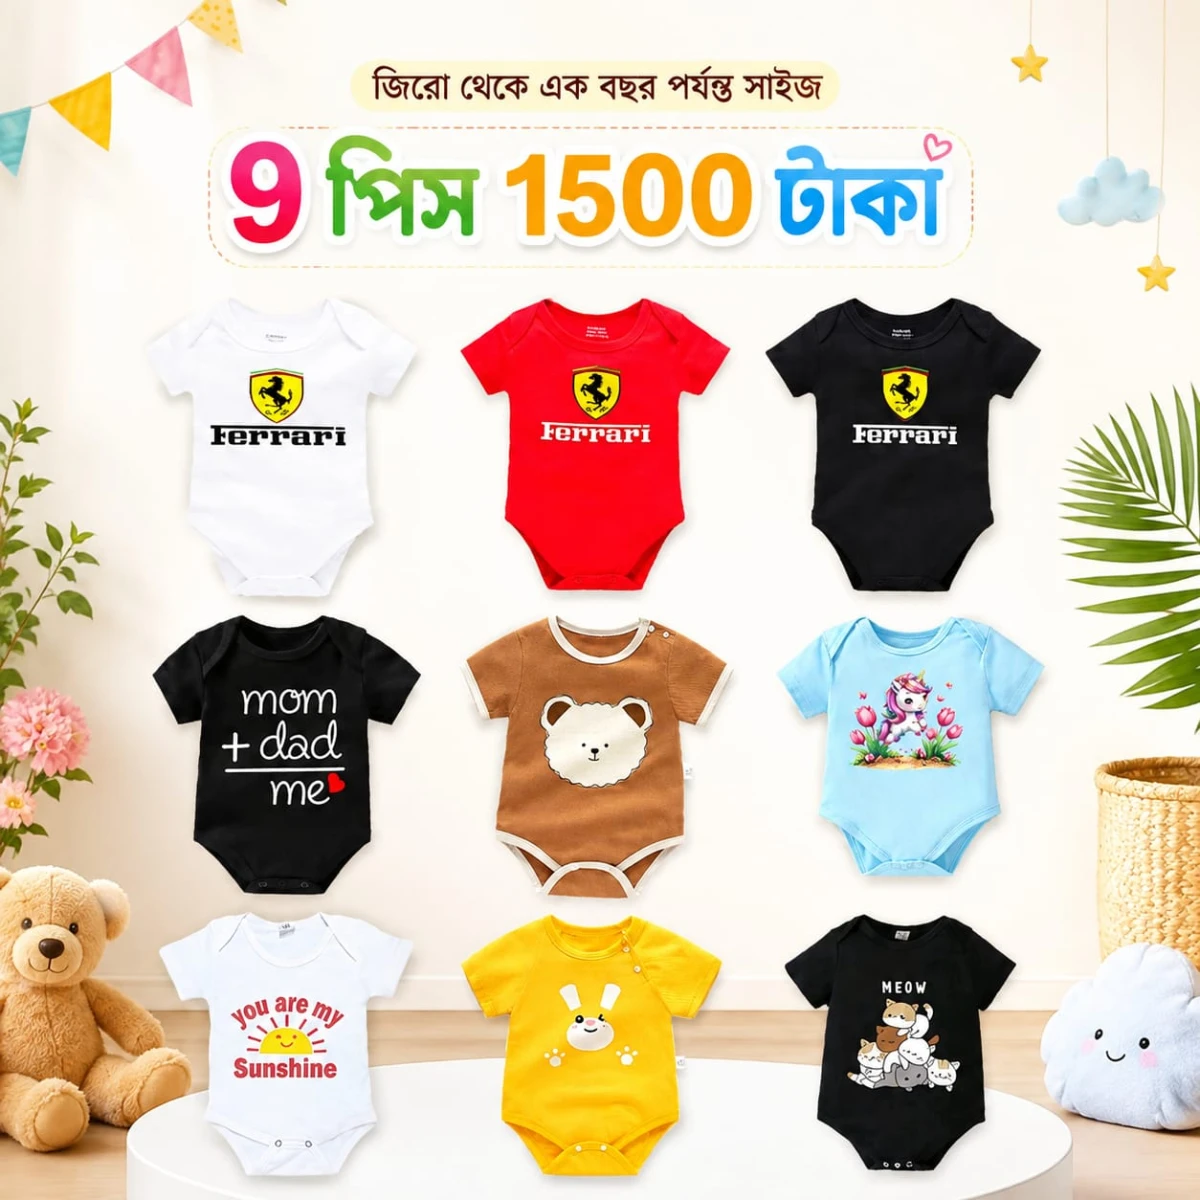 জিরো থেকে এক বছর পর্যন্ত সাইজ
9 পিস 1500 টাকা
Ferrari
Ferrari
Ferrari
mom
+ dad
me
you are my
Sunshine
MEOW